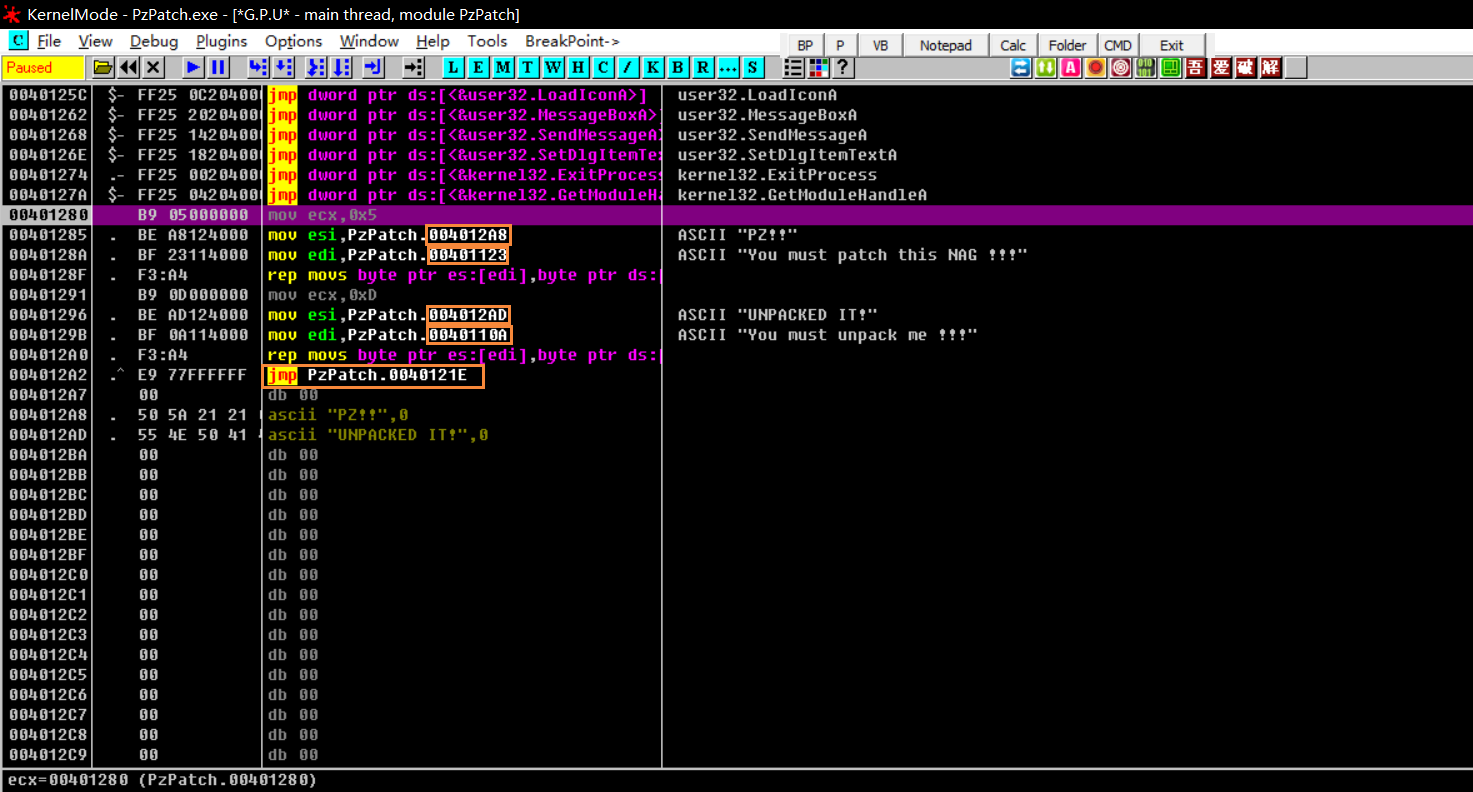 KernelMode - PzPatch.exe - [*G.P.U* - main thread, module PzPatch]
C File View Debug Plugins Options Window Help Tools BreakPoint-> BP P VB Notepad Calc Folder CMD Exit
Paused L E M T W H C / K B R ... S ? A 010 101 吾 爱 破 解
0040125C $- FF25 0C20400 jmp dword ptr ds:[<&user32.LoadIconA>] user32.LoadIconA
00401262 $- FF25 2020400 jmp dword ptr ds:[<&user32.MessageBoxA>] user32.MessageBoxA
00401268 $- FF25 1420400 jmp dword ptr ds:[<&user32.SendMessageA> user32.SendMessageA
0040126E $- FF25 1820400 jmp dword ptr ds:[<&user32.SetDlgItemTex user32.SetDlgItemTextA
00401274 .- FF25 0020400 jmp dword ptr ds:[<&kernel32.ExitProcess kernel32.ExitProcess
0040127A $- FF25 0420400 jmp dword ptr ds:[<&kernel32.GetModuleHa kernel32.GetModuleHandleA
00401280 B9 05000000 mov ecx,0x5
00401285 . BE A8124000 mov esi,PzPatch.004012A8 ASCII "PZ!!"
0040128A . BF 23114000 mov edi,PzPatch.00401123 ASCII "You must patch this NAG !!!"
0040128F . F3:A4 rep movs byte ptr es:[edi],byte ptr ds:[
00401291 B9 0D000000 mov ecx,0xD
00401296 . BE AD124000 mov esi,PzPatch.004012AD ASCII "UNPACKED IT!"
0040129B . BF 0A114000 mov edi,PzPatch.0040110A ASCII "You must unpack me !!!"
004012A0 . F3:A4 rep movs byte ptr es:[edi],byte ptr ds:[
004012A2 .^ E9 77FFFFFF jmp PzPatch.0040121E
004012A7 00 db 00
004012A8 . 50 5A 21 21 ascii "PZ!!",0
004012AD . 55 4E 50 41 ascii "UNPACKED IT!",0
004012BA 00 db 00
004012BB 00 db 00
004012BC 00 db 00
004012BD 00 db 00
004012BE 00 db 00
004012BF 00 db 00
004012C0 00 db 00
004012C1 00 db 00
004012C2 00 db 00
004012C3 00 db 00
004012C4 00 db 00
004012C5 00 db 00
004012C6 00 db 00
004012C7 00 db 00
004012C8 00 db 00
004012C9 00 db 00
ecx=00401280 (PzPatch.00401280)